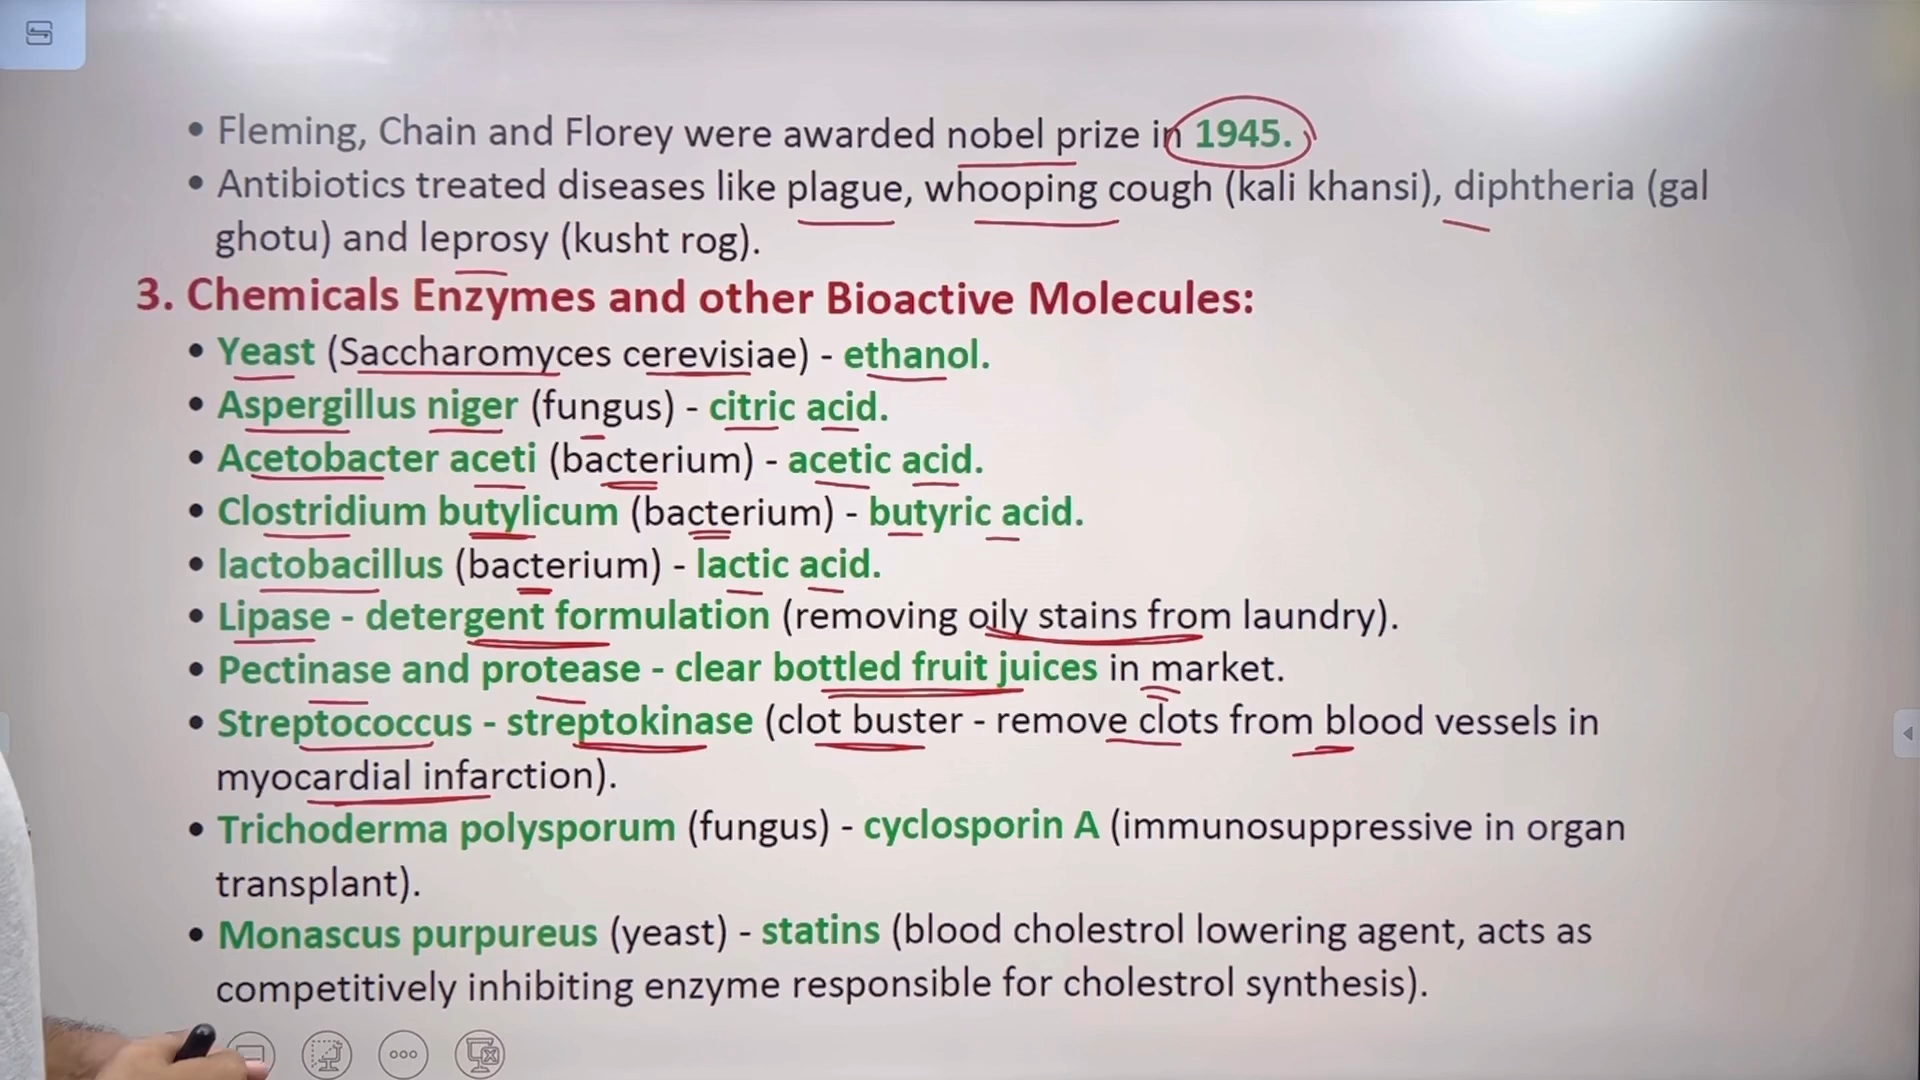 • Fleming, Chain and Florey were awarded nobel prize in 1945.
• Antibiotics treated diseases like plague, whooping cough (kali khansi), diphtheria (gal
ghotu) and leprosy (kusht rog).
3. Chemicals Enzymes and other Bioactive Molecules:
• Yeast (Saccharomyces cerevisiae) - ethanol.
• Aspergillus niger (fungus) - citric acid.
• Acetobacter aceti (bacterium) - acetic acid.
• Clostridium butylicum (bacterium) - butyric acid.
• lactobacillus (bacterium) - lactic acid.
• Lipase - detergent formulation (removing oily stains from laundry).
• Pectinase and protease - clear bottled fruit juices in market.
• Streptococcus - streptokinase (clot buster - remove clots from blood vessels in
myocardial infarction).
• Trichoderma polysporum (fungus) - cyclosporin A (immunosuppressive in organ
transplant).
• Monascus purpureus (yeast) - statins (blood cholestrol lowering agent, acts as
competitively inhibiting enzyme responsible for cholestrol synthesis).